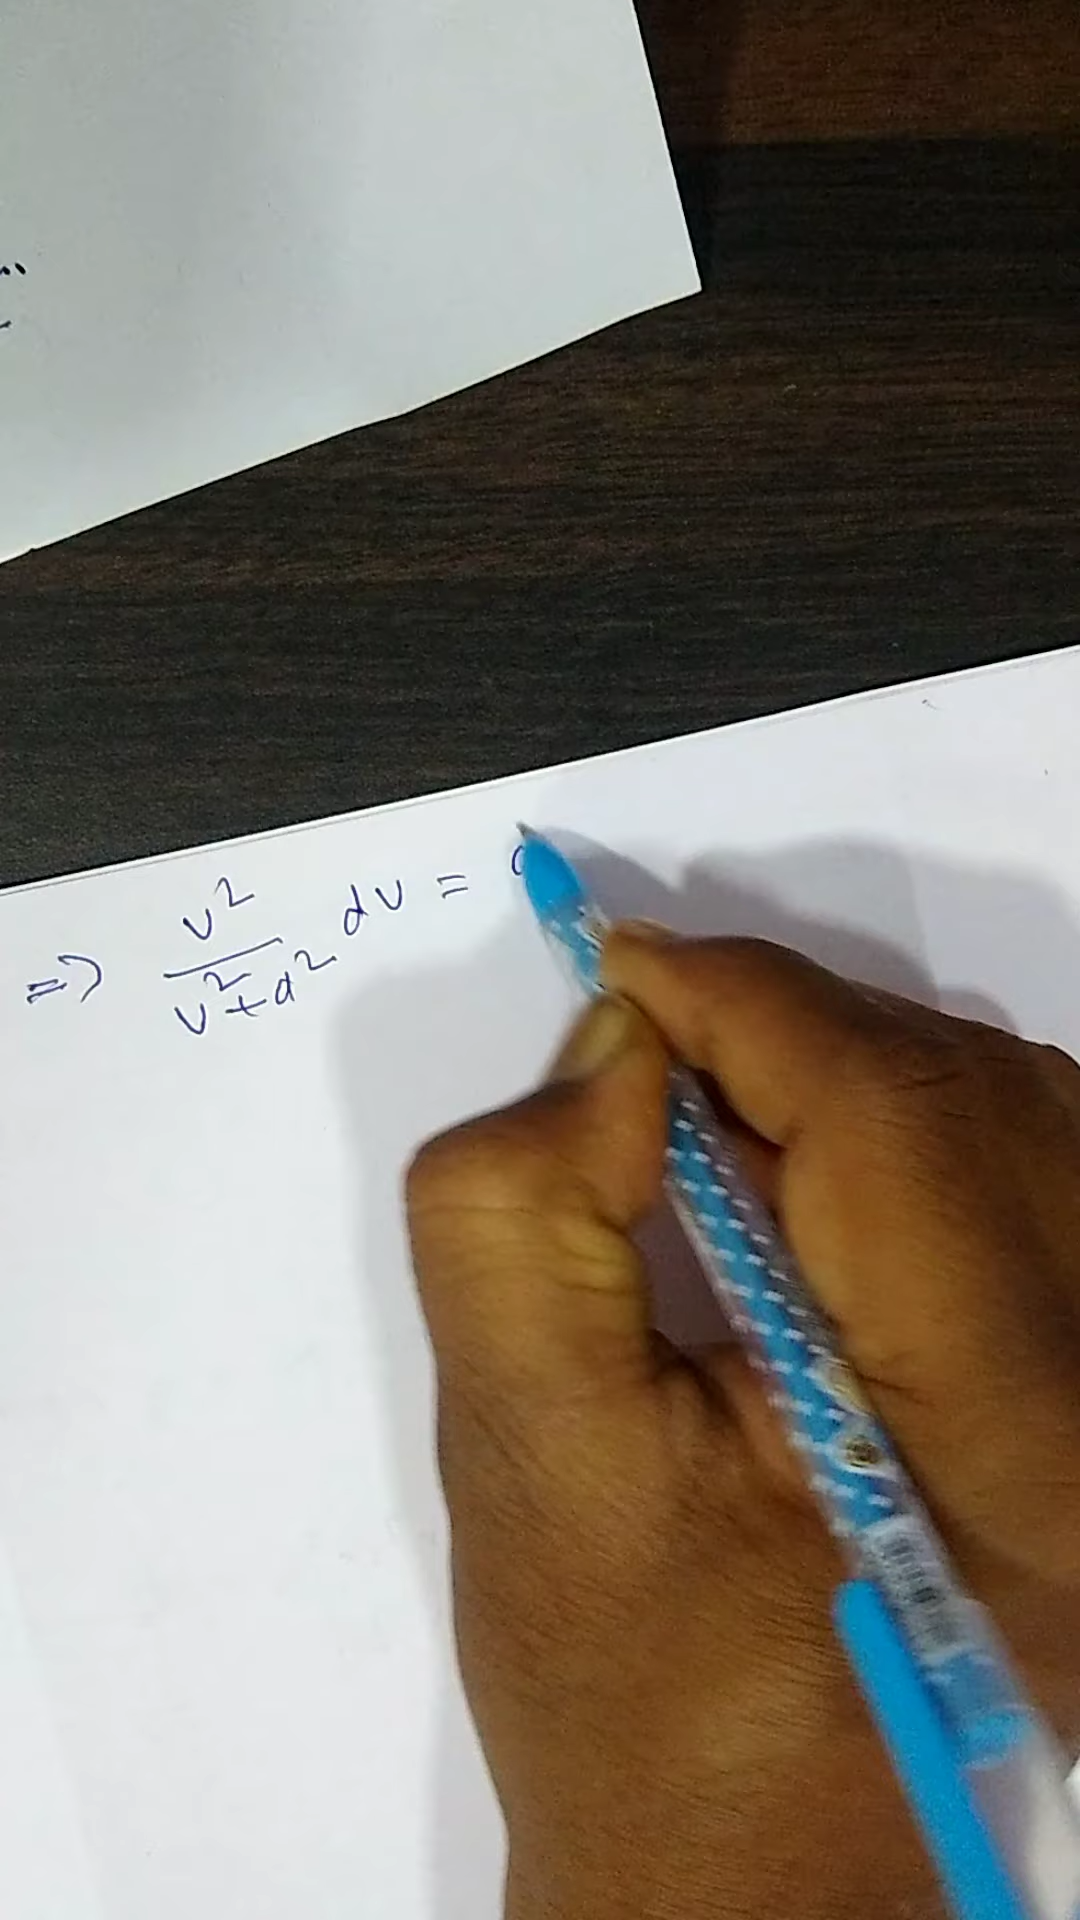 => v²/(v²+a²) dv =